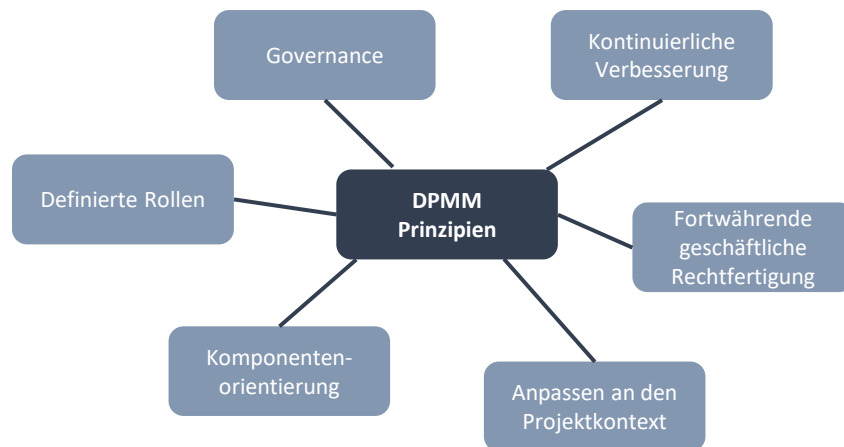 Governance
Kontinuierliche
Verbesserung
Definierte Rollen
DPMM
Prinzipien
Fortwährende
geschäftliche
Rechtfertigung
Komponenten-
orientierung
Anpassen an den
Projektkontext